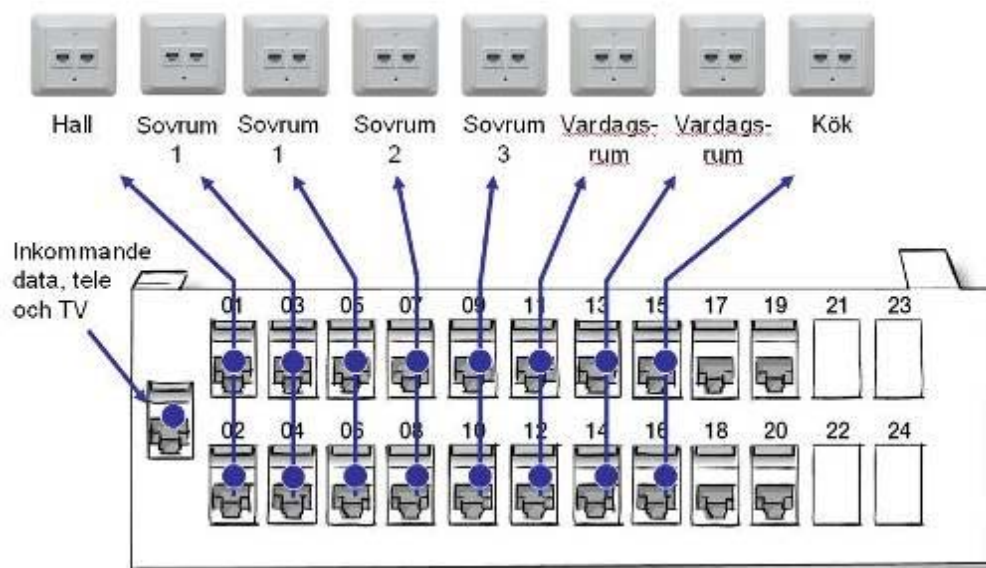 Hall
Sovrum
1
Sovrum
1
Sovrum
2
Sovrum
3
Vardags-
rum
Vardags-
rum
Kök
Inkommande
data, tele
och TV
01 03 05 07 09 11 13 15 17 19 21 23
02 04 06 08 10 12 14 16 18 20 22 24